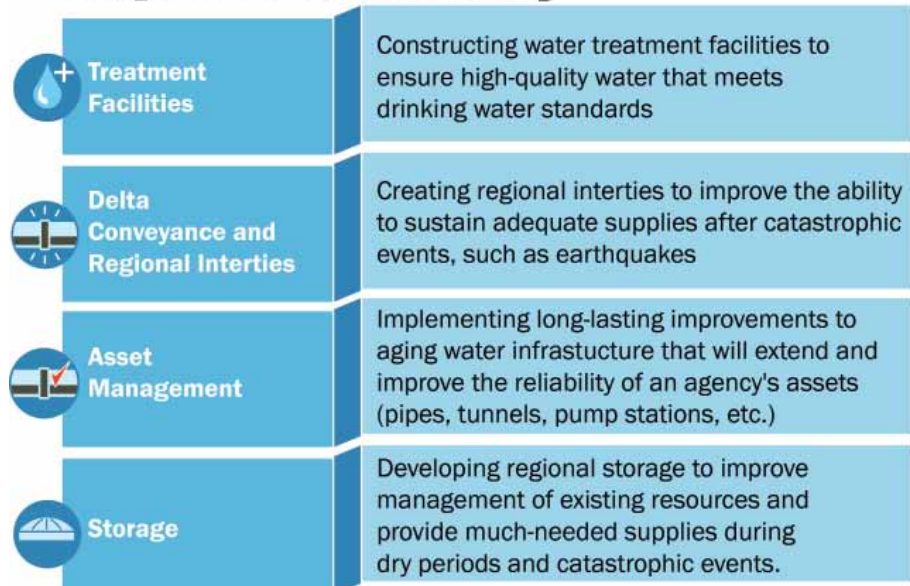 Treatment
Facilities
Constructing water treatment facilities to
ensure high-quality water that meets
drinking water standards
Delta
Conveyance and
Regional Interties
Creating regional interties to improve the ability
to sustain adequate supplies after catastrophic
events, such as earthquakes
Asset
Management
Implementing long-lasting improvements to
aging water infrastucture that will extend and
improve the reliability of an agency's assets
(pipes, tunnels, pump stations, etc.)
Storage
Developing regional storage to improve
management of existing resources and
provide much-needed supplies during
dry periods and catastrophic events.